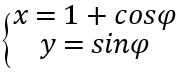 x = 1 + cosφ
y = sinφ